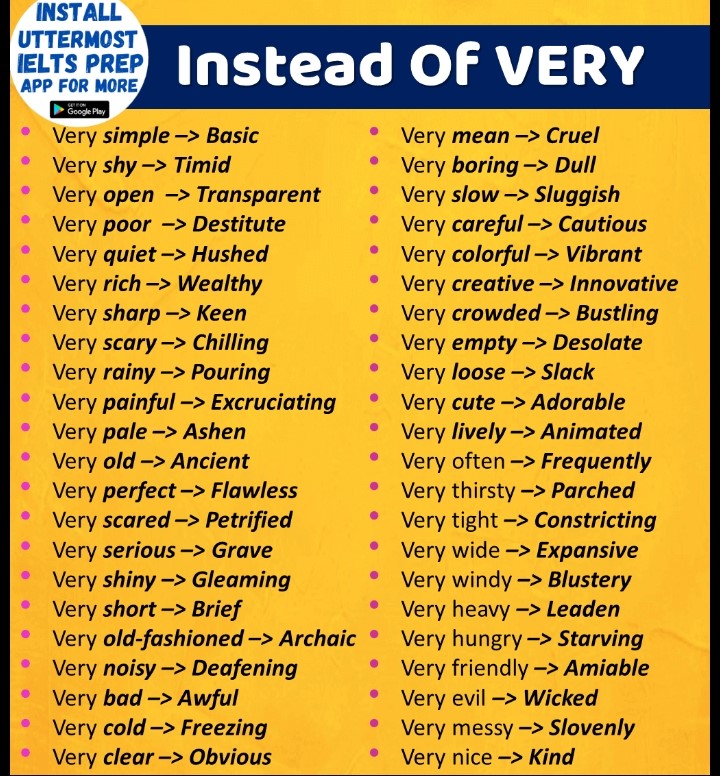 INSTALL
UTTERMOST
IELTS PREP
APP FOR MORE
GET IT ON
Google Play
Instead Of VERY
• Very simple –> Basic
• Very shy –> Timid
• Very open –> Transparent
• Very poor –> Destitute
• Very quiet –> Hushed
• Very rich –> Wealthy
• Very sharp –> Keen
• Very scary –> Chilling
• Very rainy –> Pouring
• Very painful –> Excruciating
• Very pale –> Ashen
• Very old –> Ancient
• Very perfect –> Flawless
• Very scared –> Petrified
• Very serious –> Grave
• Very shiny –> Gleaming
• Very short –> Brief
• Very old-fashioned –> Archaic
• Very noisy –> Deafening
• Very bad –> Awful
• Very cold –> Freezing
• Very clear –> Obvious
• Very mean –> Cruel
• Very boring –> Dull
• Very slow –> Sluggish
• Very careful –> Cautious
• Very colorful –> Vibrant
• Very creative –> Innovative
• Very crowded –> Bustling
• Very empty –> Desolate
• Very loose –> Slack
• Very cute –> Adorable
• Very lively –> Animated
• Very often –> Frequently
• Very thirsty –> Parched
• Very tight –> Constricting
• Very wide –> Expansive
• Very windy –> Blustery
• Very heavy –> Leaden
• Very hungry –> Starving
• Very friendly –> Amiable
• Very evil –> Wicked
• Very messy –> Slovenly
• Very nice –> Kind